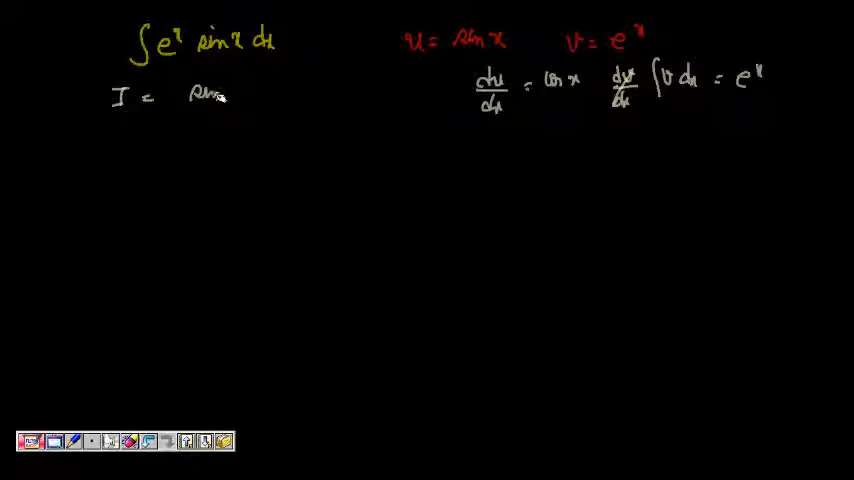 ∫ eˣ sin x dx u = sin x v = eˣ
du/dx = cos x dv/dx ∫ v dx = eˣ
I = sin